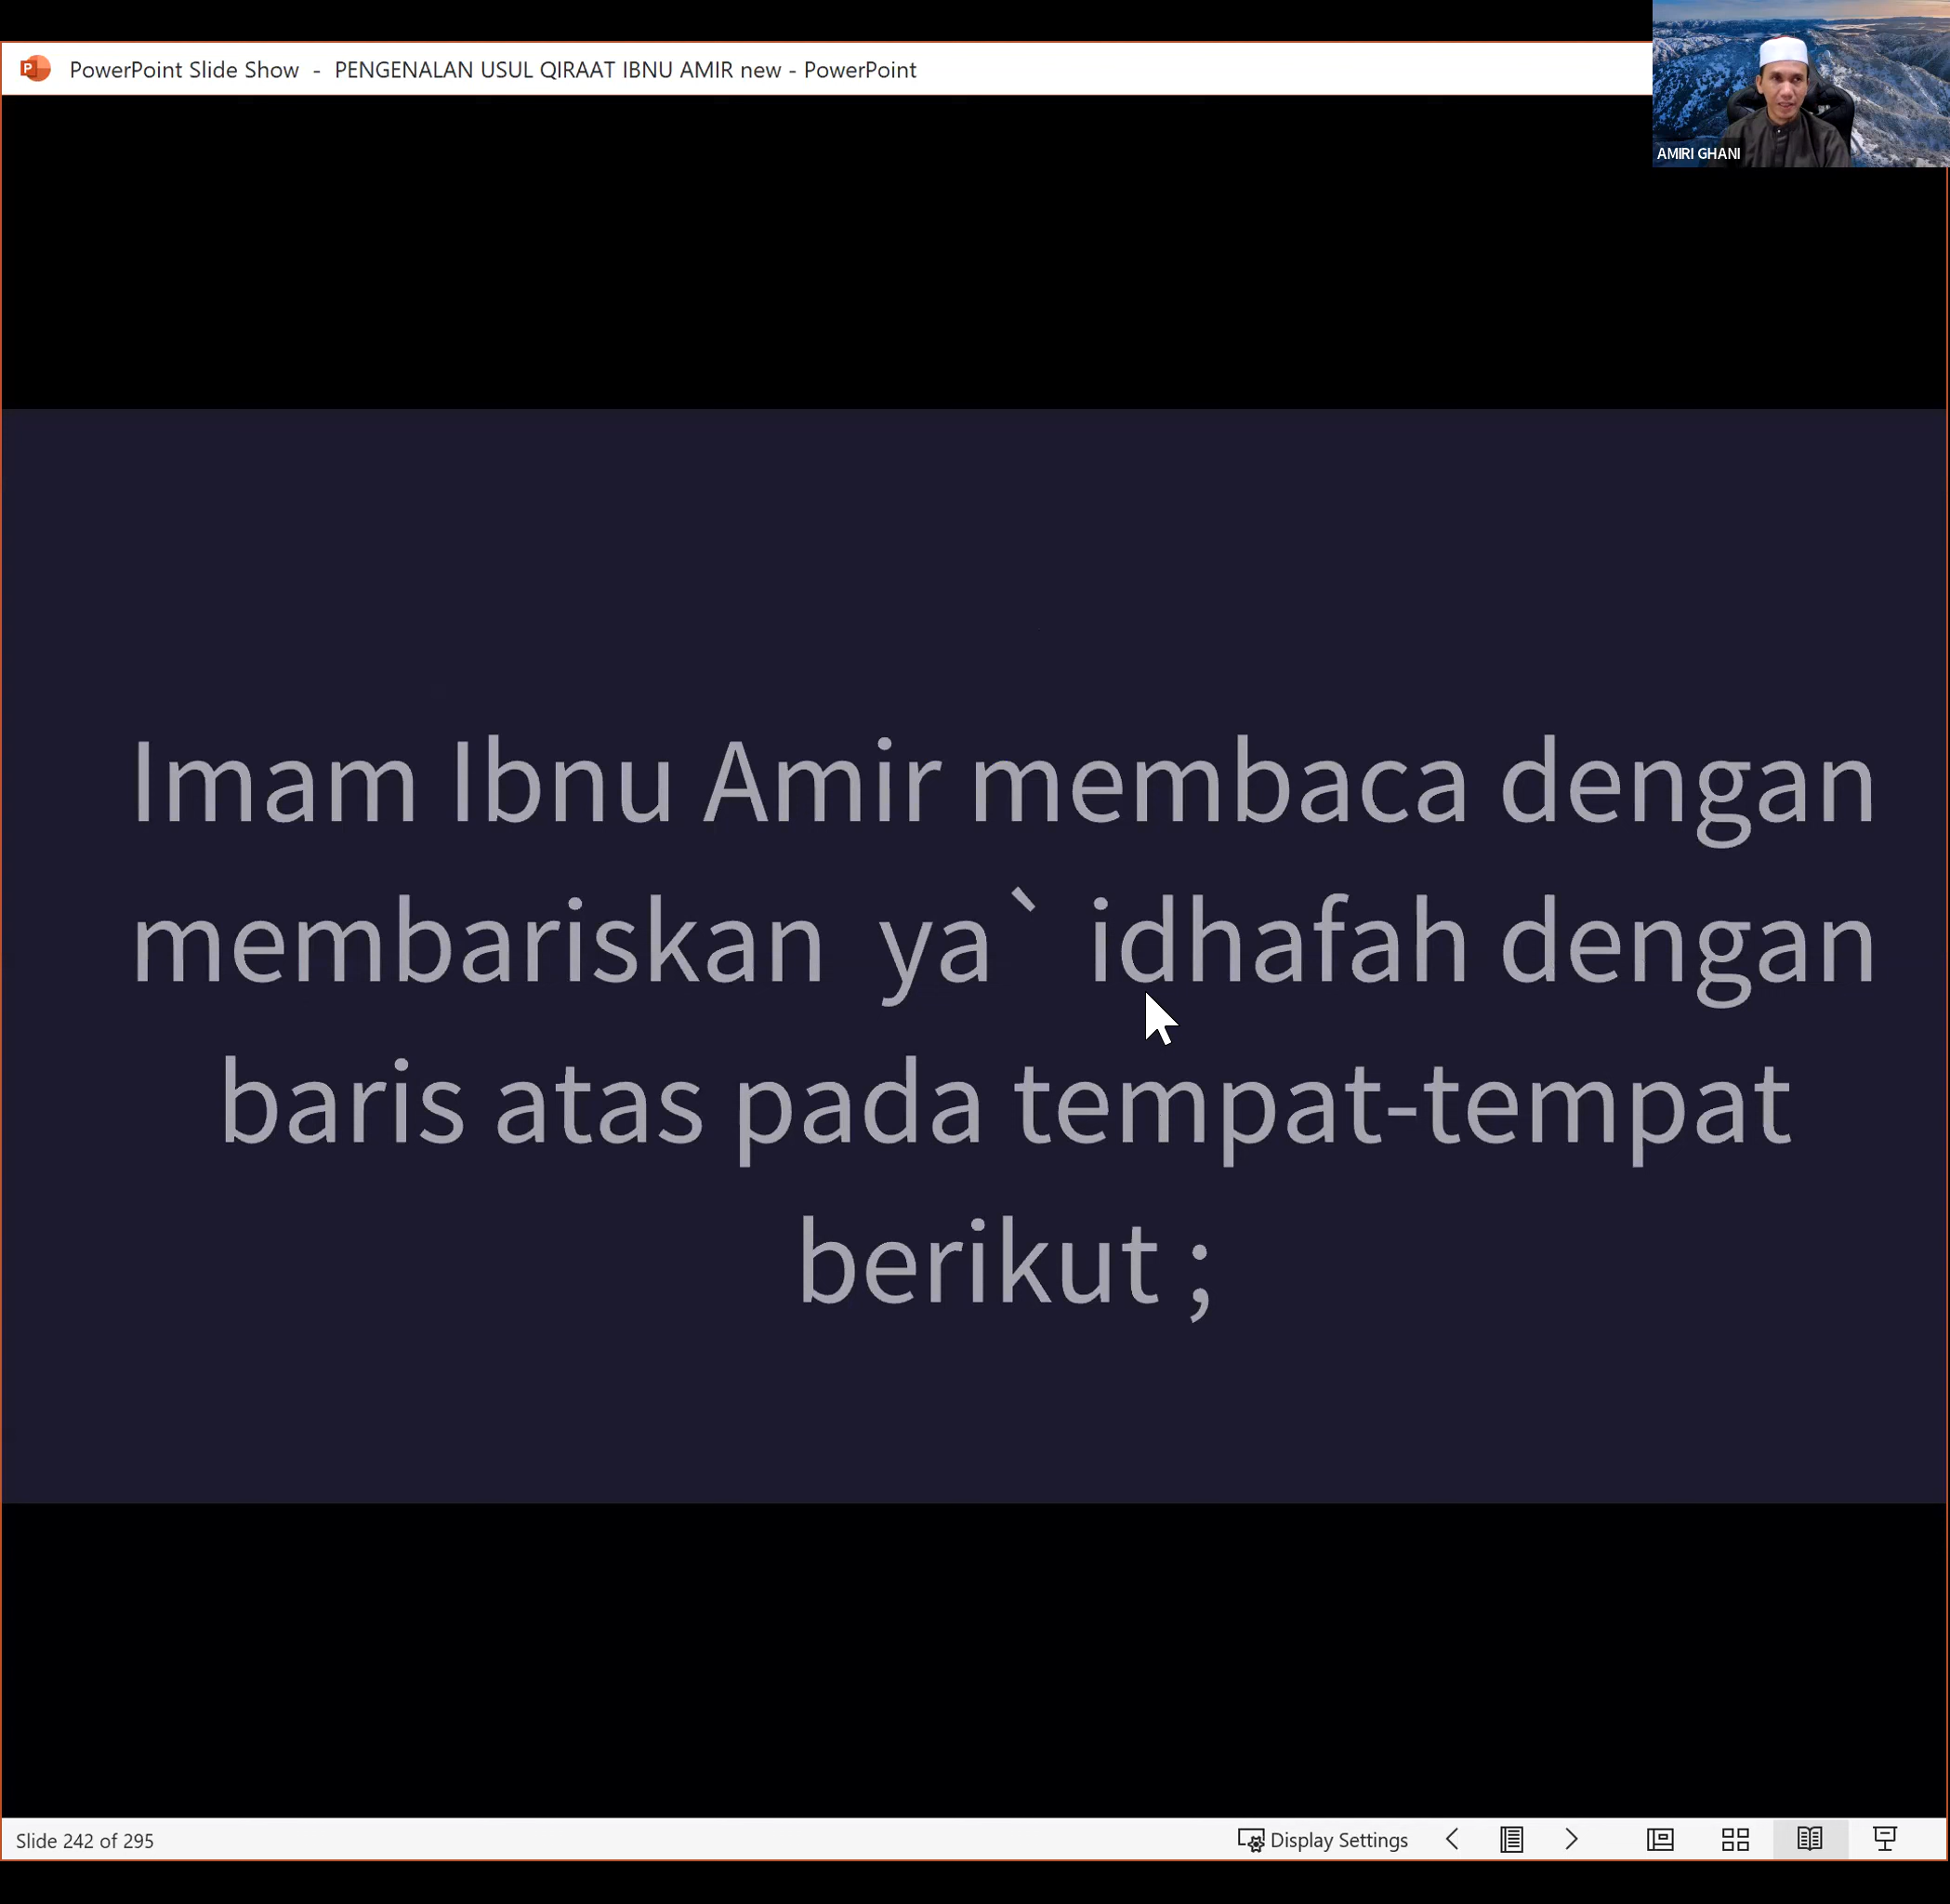 PowerPoint Slide Show - PENGENALAN USUL QIRAAT IBNU AMIR new - PowerPoint
AMIRI GHANI
Imam Ibnu Amir membaca dengan
membariskan ya` idhafah dengan
baris atas pada tempat-tempat
berikut ;
Slide 242 of 295
Display Settings